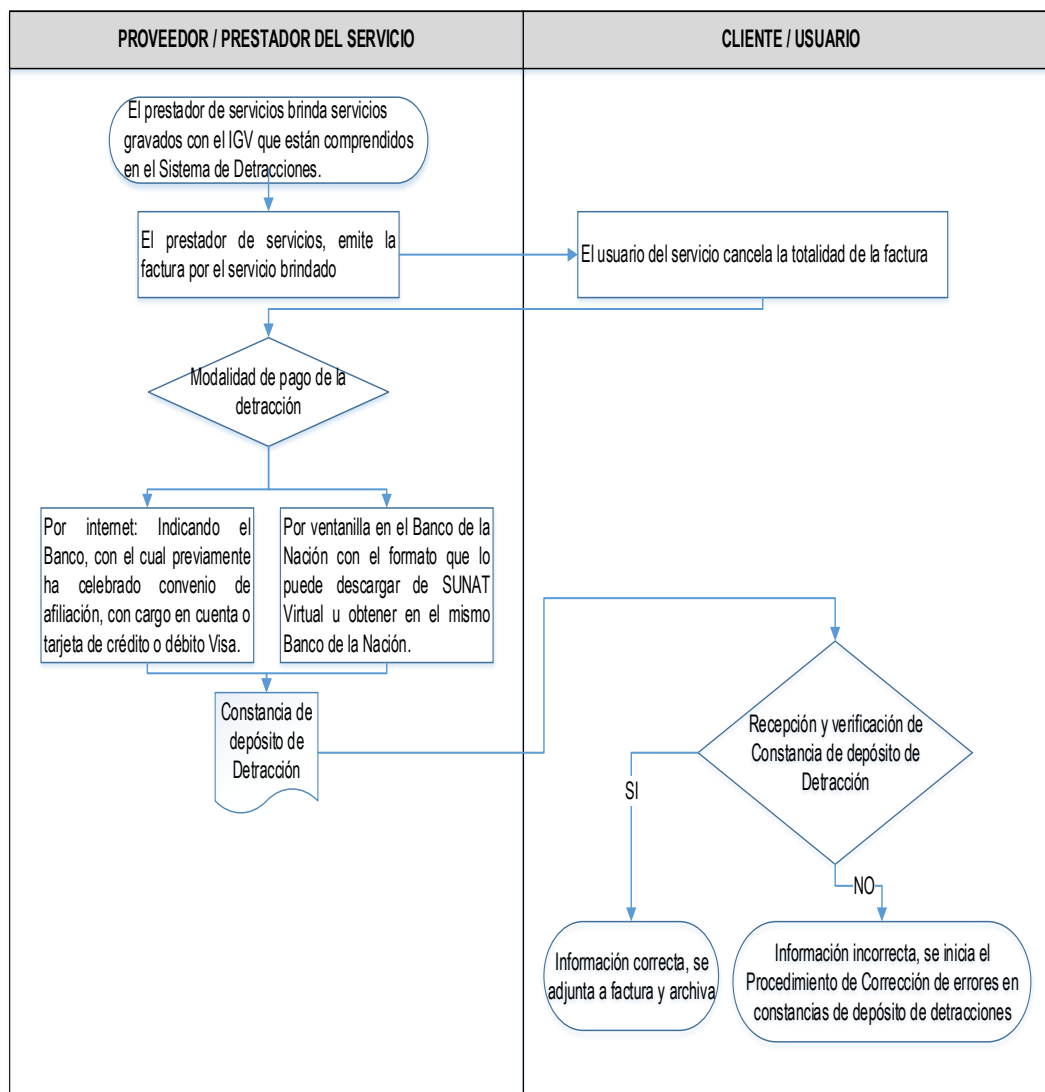 PROVEEDOR / PRESTADOR DEL SERVICIO
CLIENTE / USUARIO
El prestador de servicios brinda servicios
gravados con el IGV que están comprendidos
en el Sistema de Detracciones.
El prestador de servicios, emite la
factura por el servicio brindado
El usuario del servicio cancela la totalidad de la factura
Modalidad de pago de la
detracción
Por internet: Indicando el
Banco, con el cual previamente
ha celebrado convenio de
afiliación, con cargo en cuenta o
tarjeta de crédito o débito Visa.
Por ventanilla en el Banco de la
Nación con el formato que lo
puede descargar de SUNAT
Virtual u obtener en el mismo
Banco de la Nación.
Constancia de
depósito de
Detracción
Recepción y verificación de
Constancia de depósito de
Detracción
SI
NO
Información correcta, se
adjunta a factura y archiva
Información incorrecta, se inicia el
Procedimiento de Corrección de errores en
constancias de depósito de detracciones